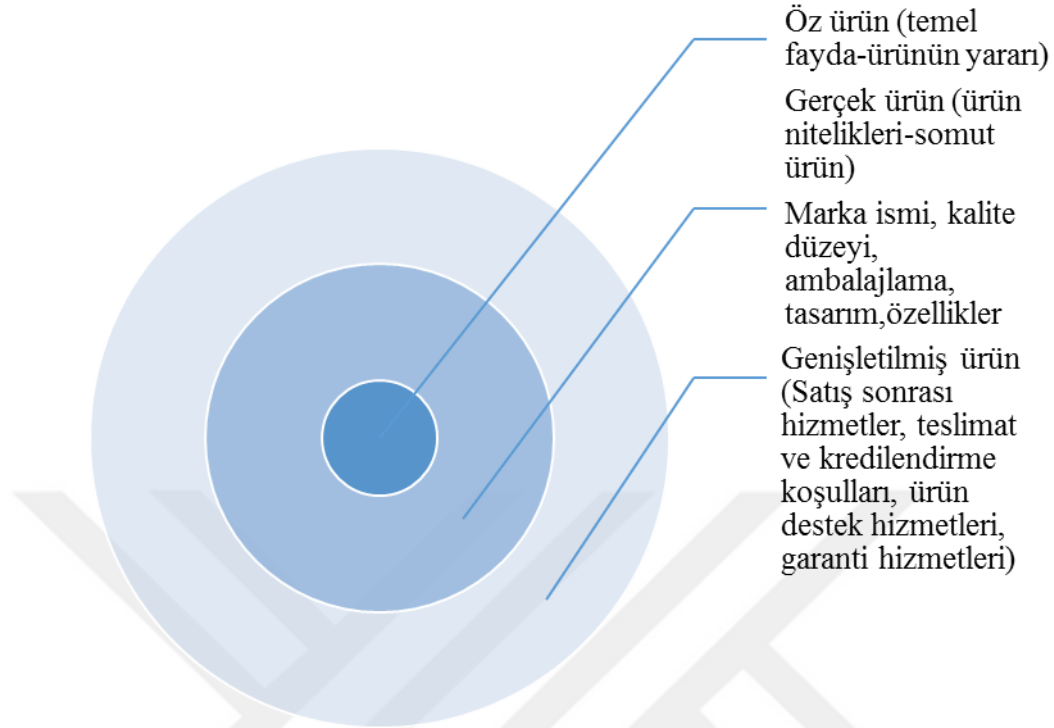 Öz ürün (temel
fayda-ürünün yararı)
Gerçek ürün (ürün
nitelikleri-somut
ürün)
Marka ismi, kalite
düzeyi,
ambalajlama,
tasarım,özellikler
Genişletilmiş ürün
(Satış sonrası
hizmetler, teslimat
ve kredilendirme
koşulları, ürün
destek hizmetleri,
garanti hizmetleri)